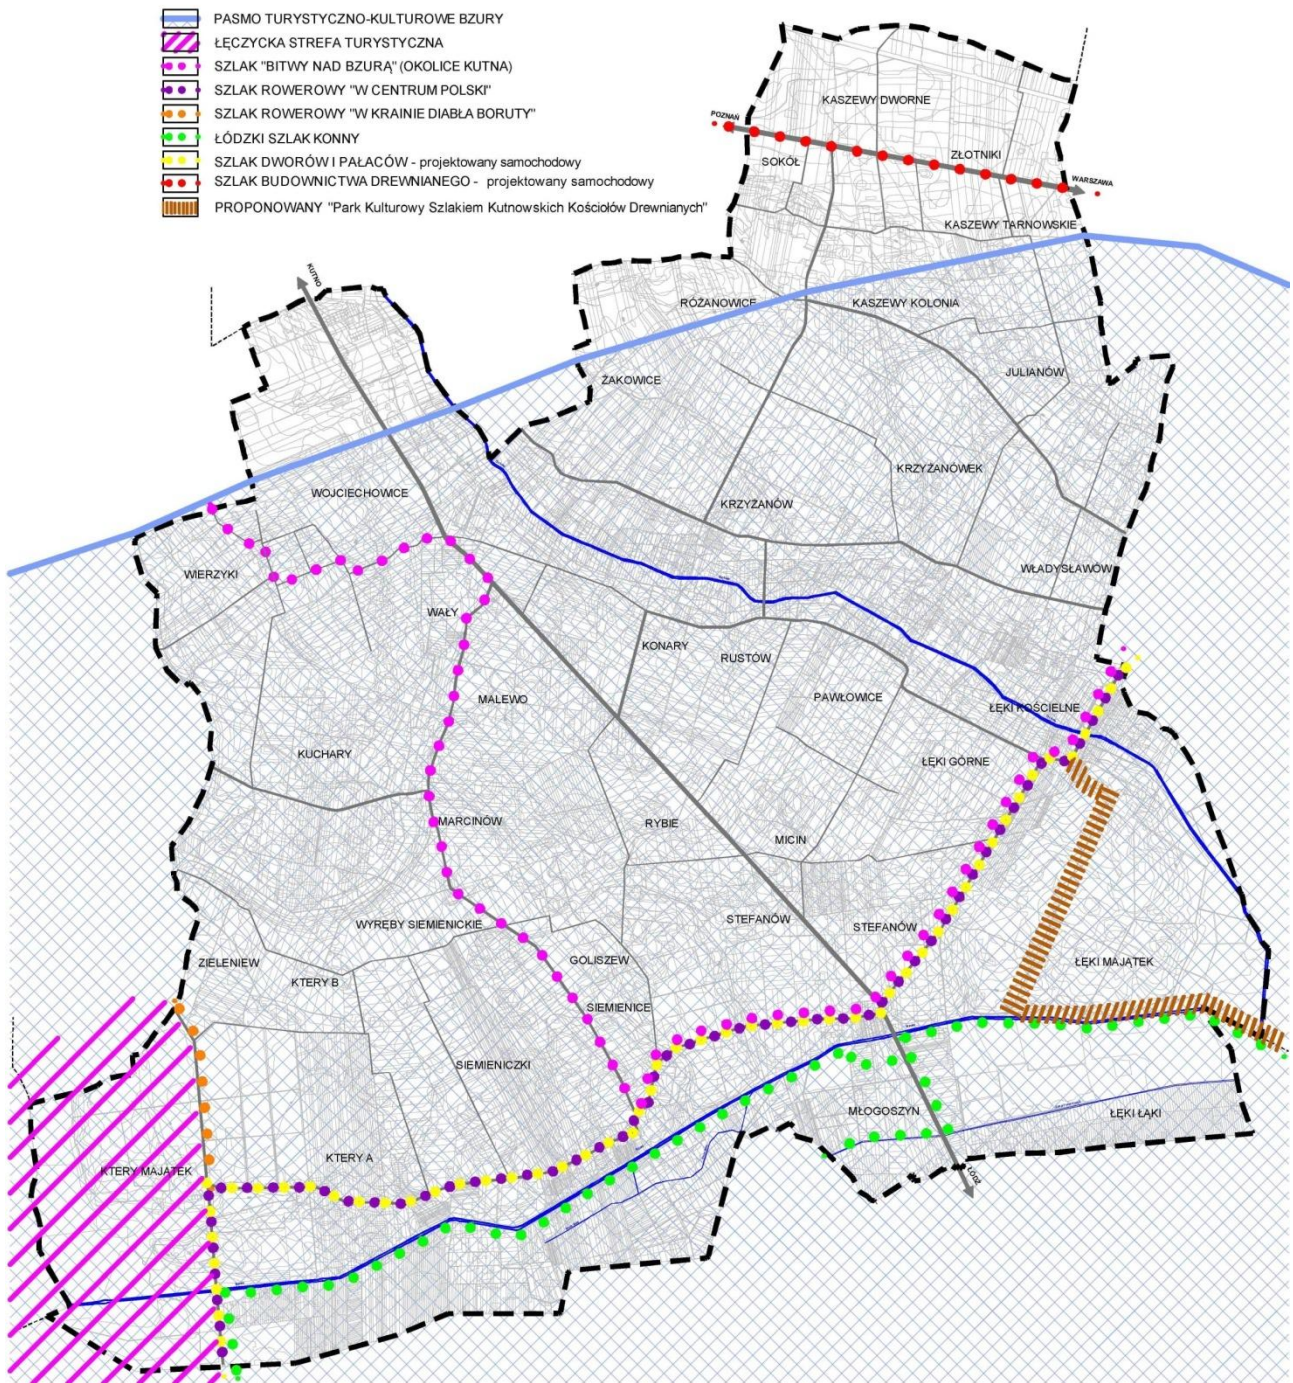 PASMO TURYSTYCZNO-KULTUROWE BZURY
ŁĘCZYCKA STREFA TURYSTYCZNA
SZLAK "BITWY NAD BZURĄ" (OKOLICE KUTNA)
SZLAK ROWEROWY "W CENTRUM POLSKI"
SZLAK ROWEROWY "W KRAINIE DIABŁA BORUTY"
ŁÓDZKI SZLAK KONNY
SZLAK DWORÓW I PAŁACÓW - projektowany samochodowy
SZLAK BUDOWNICTWA DREWNIANEGO - projektowany samochodowy
PROPONOWANY "Park Kulturowy Szlakiem Kutnowskich Kościołów Drewnianych"
KASZEWY DWORNE
POZNAŃ
SOKÓŁ
ZŁOTNIKI
WARSZAWA
KASZEWY TARNOWSKIE
KUTNO
RÓŻANOWICE
KASZEWY KOLONIA
ŻAKOWICE
JULIANÓW
KRZYŻANÓWEK
WOJCIECHOWICE
KRZYŻANÓW
WIERZYKI
WŁADYSŁAWÓW
WAŁY
KONARY
RUSTÓW
MALEWO
PAWŁOWICE
ŁĘKI KOŚCIELNE
KUCHARY
ŁĘKI GÓRNE
MARCINÓW
RYBIE
MICIN
WYRĘBY SIEMIENICKIE
STEFANÓW
STEFANÓW
ZIELENIEW
GOLISZEW
ŁĘKI MAJĄTEK
KTERY B
SIEMIENICE
SIEMIENICZKI
MŁOGOSZYN
ŁĘKI ŁĄKI
KTERY A
KTERY MAJĄTEK
ŁÓDŹ